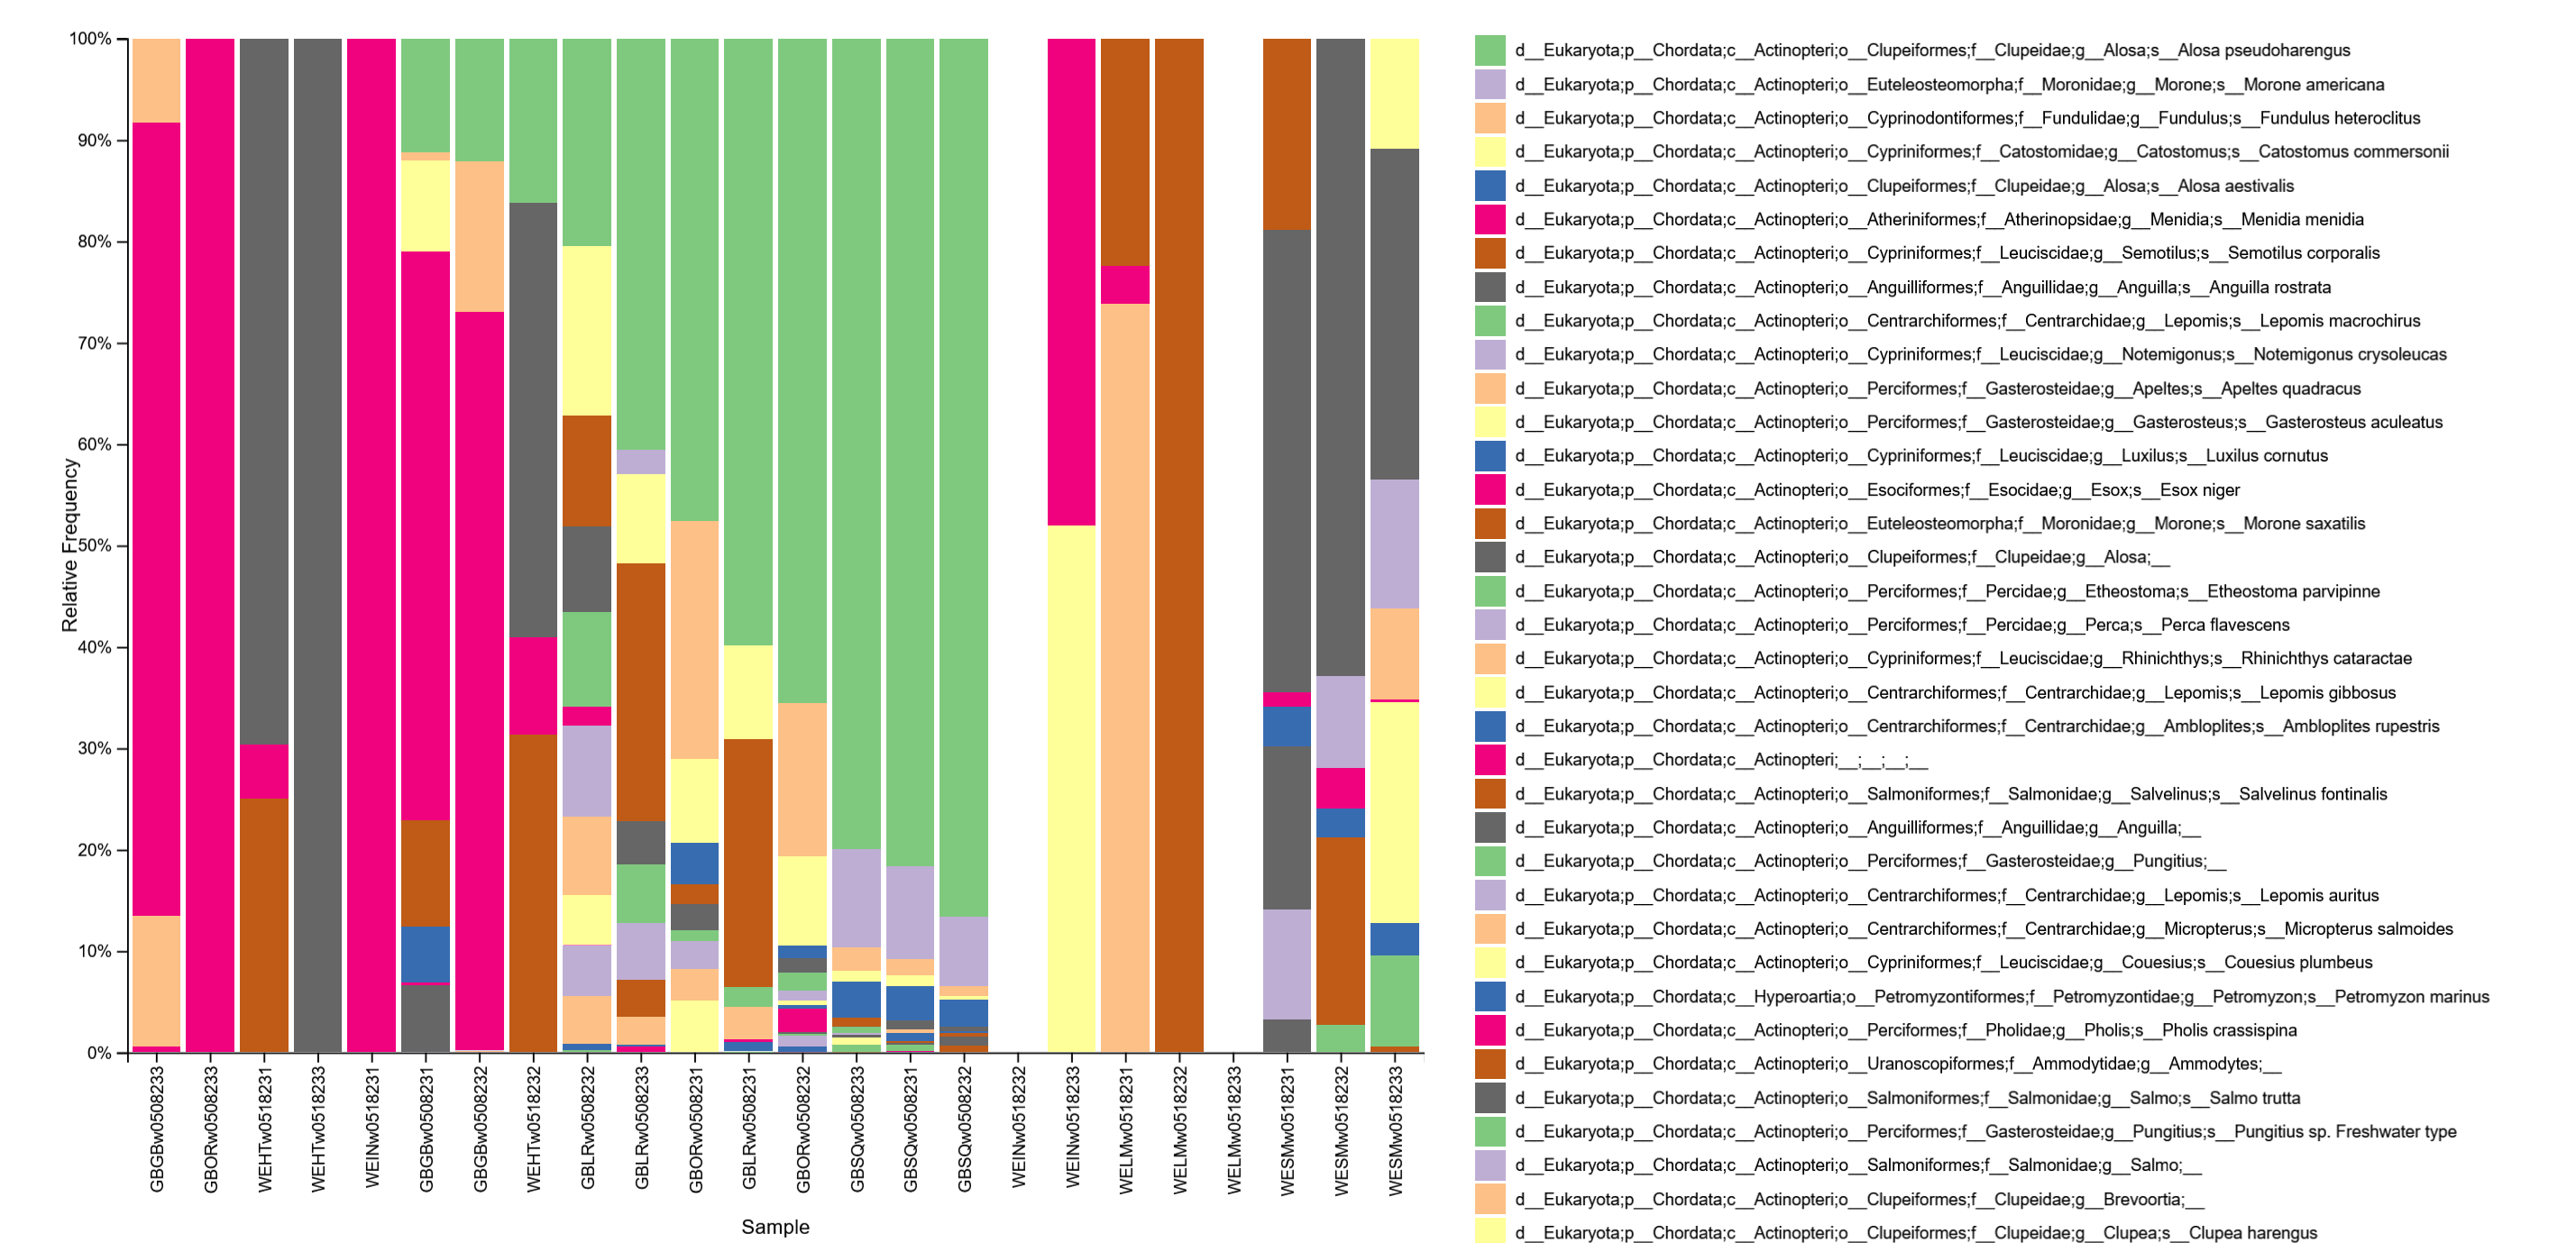 100%
90%
80%
70%
60%
50%
40%
30%
20%
10%
0%
Relative Frequency
GBGBw0508233
GBORw0508233
WEHTw0518231
WEHTw0518233
WEINw0518231
GBGBw0508231
GBGBw0508232
WEHTw0518232
GBLRw0508232
GBLRw0508233
GBORw0508231
GBLRw0508231
GBORw0508232
GBSQw0508233
GBSQw0508231
GBSQw0508232
WEINw0518232
WEINw0518233
WELMw0518231
WELMw0518232
WELMw0518233
WESMw0518231
WESMw0518232
WESMw0518233
Sample
d__Eukaryota;p__Chordata;c__Actinopteri;o__Clupeiformes;f__Clupeidae;g__Alosa;s__Alosa pseudoharengus
d__Eukaryota;p__Chordata;c__Actinopteri;o__Euteleosteomorpha;f__Moronidae;g__Morone;s__Morone americana
d__Eukaryota;p__Chordata;c__Actinopteri;o__Cyprinodontiformes;f__Fundulidae;g__Fundulus;s__Fundulus heteroclitus
d__Eukaryota;p__Chordata;c__Actinopteri;o__Cypriniformes;f__Catostomidae;g__Catostomus;s__Catostomus commersonii
d__Eukaryota;p__Chordata;c__Actinopteri;o__Clupeiformes;f__Clupeidae;g__Alosa;s__Alosa aestivalis
d__Eukaryota;p__Chordata;c__Actinopteri;o__Atheriniformes;f__Atherinopsidae;g__Menidia;s__Menidia menidia
d__Eukaryota;p__Chordata;c__Actinopteri;o__Cypriniformes;f__Leuciscidae;g__Semotilus;s__Semotilus corporalis
d__Eukaryota;p__Chordata;c__Actinopteri;o__Anguilliformes;f__Anguillidae;g__Anguilla;s__Anguilla rostrata
d__Eukaryota;p__Chordata;c__Actinopteri;o__Centrarchiformes;f__Centrarchidae;g__Lepomis;s__Lepomis macrochirus
d__Eukaryota;p__Chordata;c__Actinopteri;o__Cypriniformes;f__Leuciscidae;g__Notemigonus;s__Notemigonus crysoleucas
d__Eukaryota;p__Chordata;c__Actinopteri;o__Perciformes;f__Gasterosteidae;g__Apeltes;s__Apeltes quadracus
d__Eukaryota;p__Chordata;c__Actinopteri;o__Perciformes;f__Gasterosteidae;g__Gasterosteus;s__Gasterosteus aculeatus
d__Eukaryota;p__Chordata;c__Actinopteri;o__Cypriniformes;f__Leuciscidae;g__Luxilus;s__Luxilus cornutus
d__Eukaryota;p__Chordata;c__Actinopteri;o__Esociformes;f__Esocidae;g__Esox;s__Esox niger
d__Eukaryota;p__Chordata;c__Actinopteri;o__Euteleosteomorpha;f__Moronidae;g__Morone;s__Morone saxatilis
d__Eukaryota;p__Chordata;c__Actinopteri;o__Clupeiformes;f__Clupeidae;g__Alosa;__
d__Eukaryota;p__Chordata;c__Actinopteri;o__Perciformes;f__Percidae;g__Etheostoma;s__Etheostoma parvipinne
d__Eukaryota;p__Chordata;c__Actinopteri;o__Perciformes;f__Percidae;g__Perca;s__Perca flavescens
d__Eukaryota;p__Chordata;c__Actinopteri;o__Cypriniformes;f__Leuciscidae;g__Rhinichthys;s__Rhinichthys cataractae
d__Eukaryota;p__Chordata;c__Actinopteri;o__Centrarchiformes;f__Centrarchidae;g__Lepomis;s__Lepomis gibbosus
d__Eukaryota;p__Chordata;c__Actinopteri;o__Centrarchiformes;f__Centrarchidae;g__Ambloplites;s__Ambloplites rupestris
d__Eukaryota;p__Chordata;c__Actinopteri;__;__;__;__
d__Eukaryota;p__Chordata;c__Actinopteri;o__Salmoniformes;f__Salmonidae;g__Salvelinus;s__Salvelinus fontinalis
d__Eukaryota;p__Chordata;c__Actinopteri;o__Anguilliformes;f__Anguillidae;g__Anguilla;__
d__Eukaryota;p__Chordata;c__Actinopteri;o__Perciformes;f__Gasterosteidae;g__Pungitius;__
d__Eukaryota;p__Chordata;c__Actinopteri;o__Centrarchiformes;f__Centrarchidae;g__Lepomis;s__Lepomis auritus
d__Eukaryota;p__Chordata;c__Actinopteri;o__Centrarchiformes;f__Centrarchidae;g__Micropterus;s__Micropterus salmoides
d__Eukaryota;p__Chordata;c__Actinopteri;o__Cypriniformes;f__Leuciscidae;g__Couesius;s__Couesius plumbeus
d__Eukaryota;p__Chordata;c__Hyperoartia;o__Petromyzontiformes;f__Petromyzontidae;g__Petromyzon;s__Petromyzon marinus
d__Eukaryota;p__Chordata;c__Actinopteri;o__Perciformes;f__Pholidae;g__Pholis;s__Pholis crassispina
d__Eukaryota;p__Chordata;c__Actinopteri;o__Uranoscopiformes;f__Ammodytidae;g__Ammodytes;__
d__Eukaryota;p__Chordata;c__Actinopteri;o__Salmoniformes;f__Salmonidae;g__Salmo;s__Salmo trutta
d__Eukaryota;p__Chordata;c__Actinopteri;o__Perciformes;f__Gasterosteidae;g__Pungitius;s__Pungitius sp. Freshwater type
d__Eukaryota;p__Chordata;c__Actinopteri;o__Salmoniformes;f__Salmonidae;g__Salmo;__
d__Eukaryota;p__Chordata;c__Actinopteri;o__Clupeiformes;f__Clupeidae;g__Brevoortia;__
d__Eukaryota;p__Chordata;c__Actinopteri;o__Clupeiformes;f__Clupeidae;g__Clupea;s__Clupea harengus